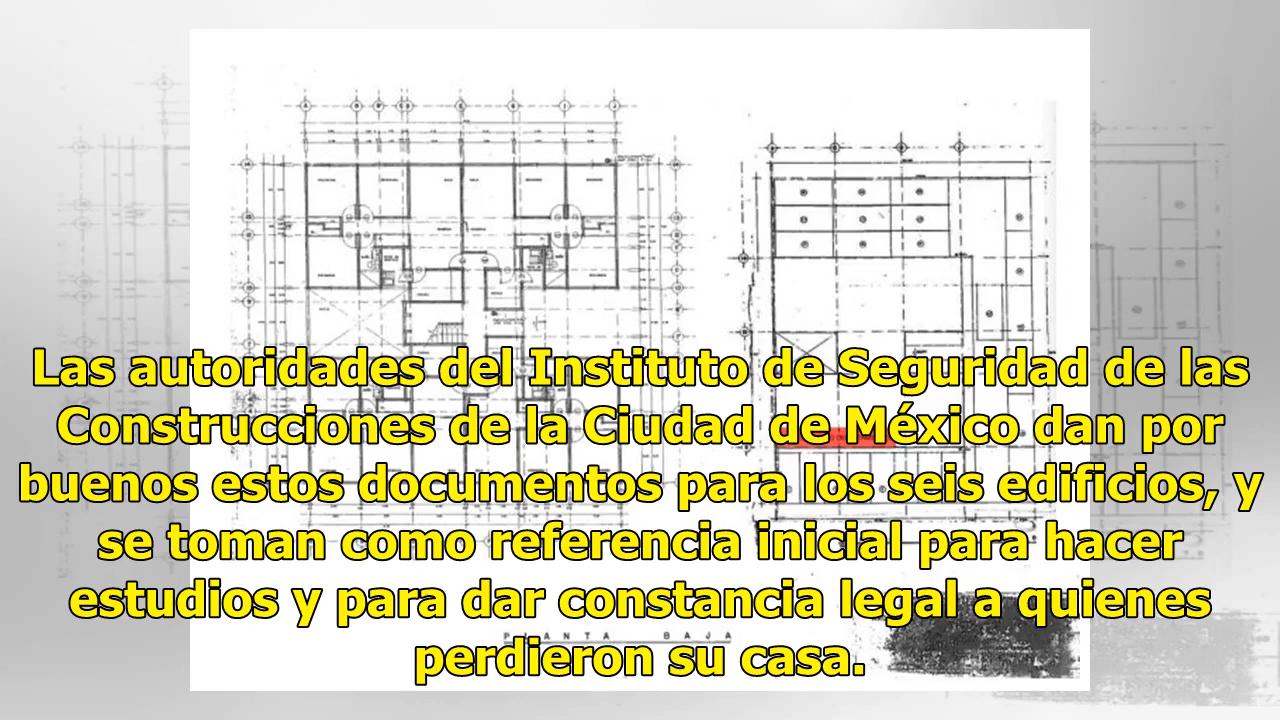 Las autoridades del Instituto de Seguridad de las
Construcciones de la Ciudad de México dan por
buenos estos documentos para los seis edificios, y
se toman como referencia inicial para hacer
estudios y para dar constancia legal a quienes
PLANTA BAJA
perdieron su casa.